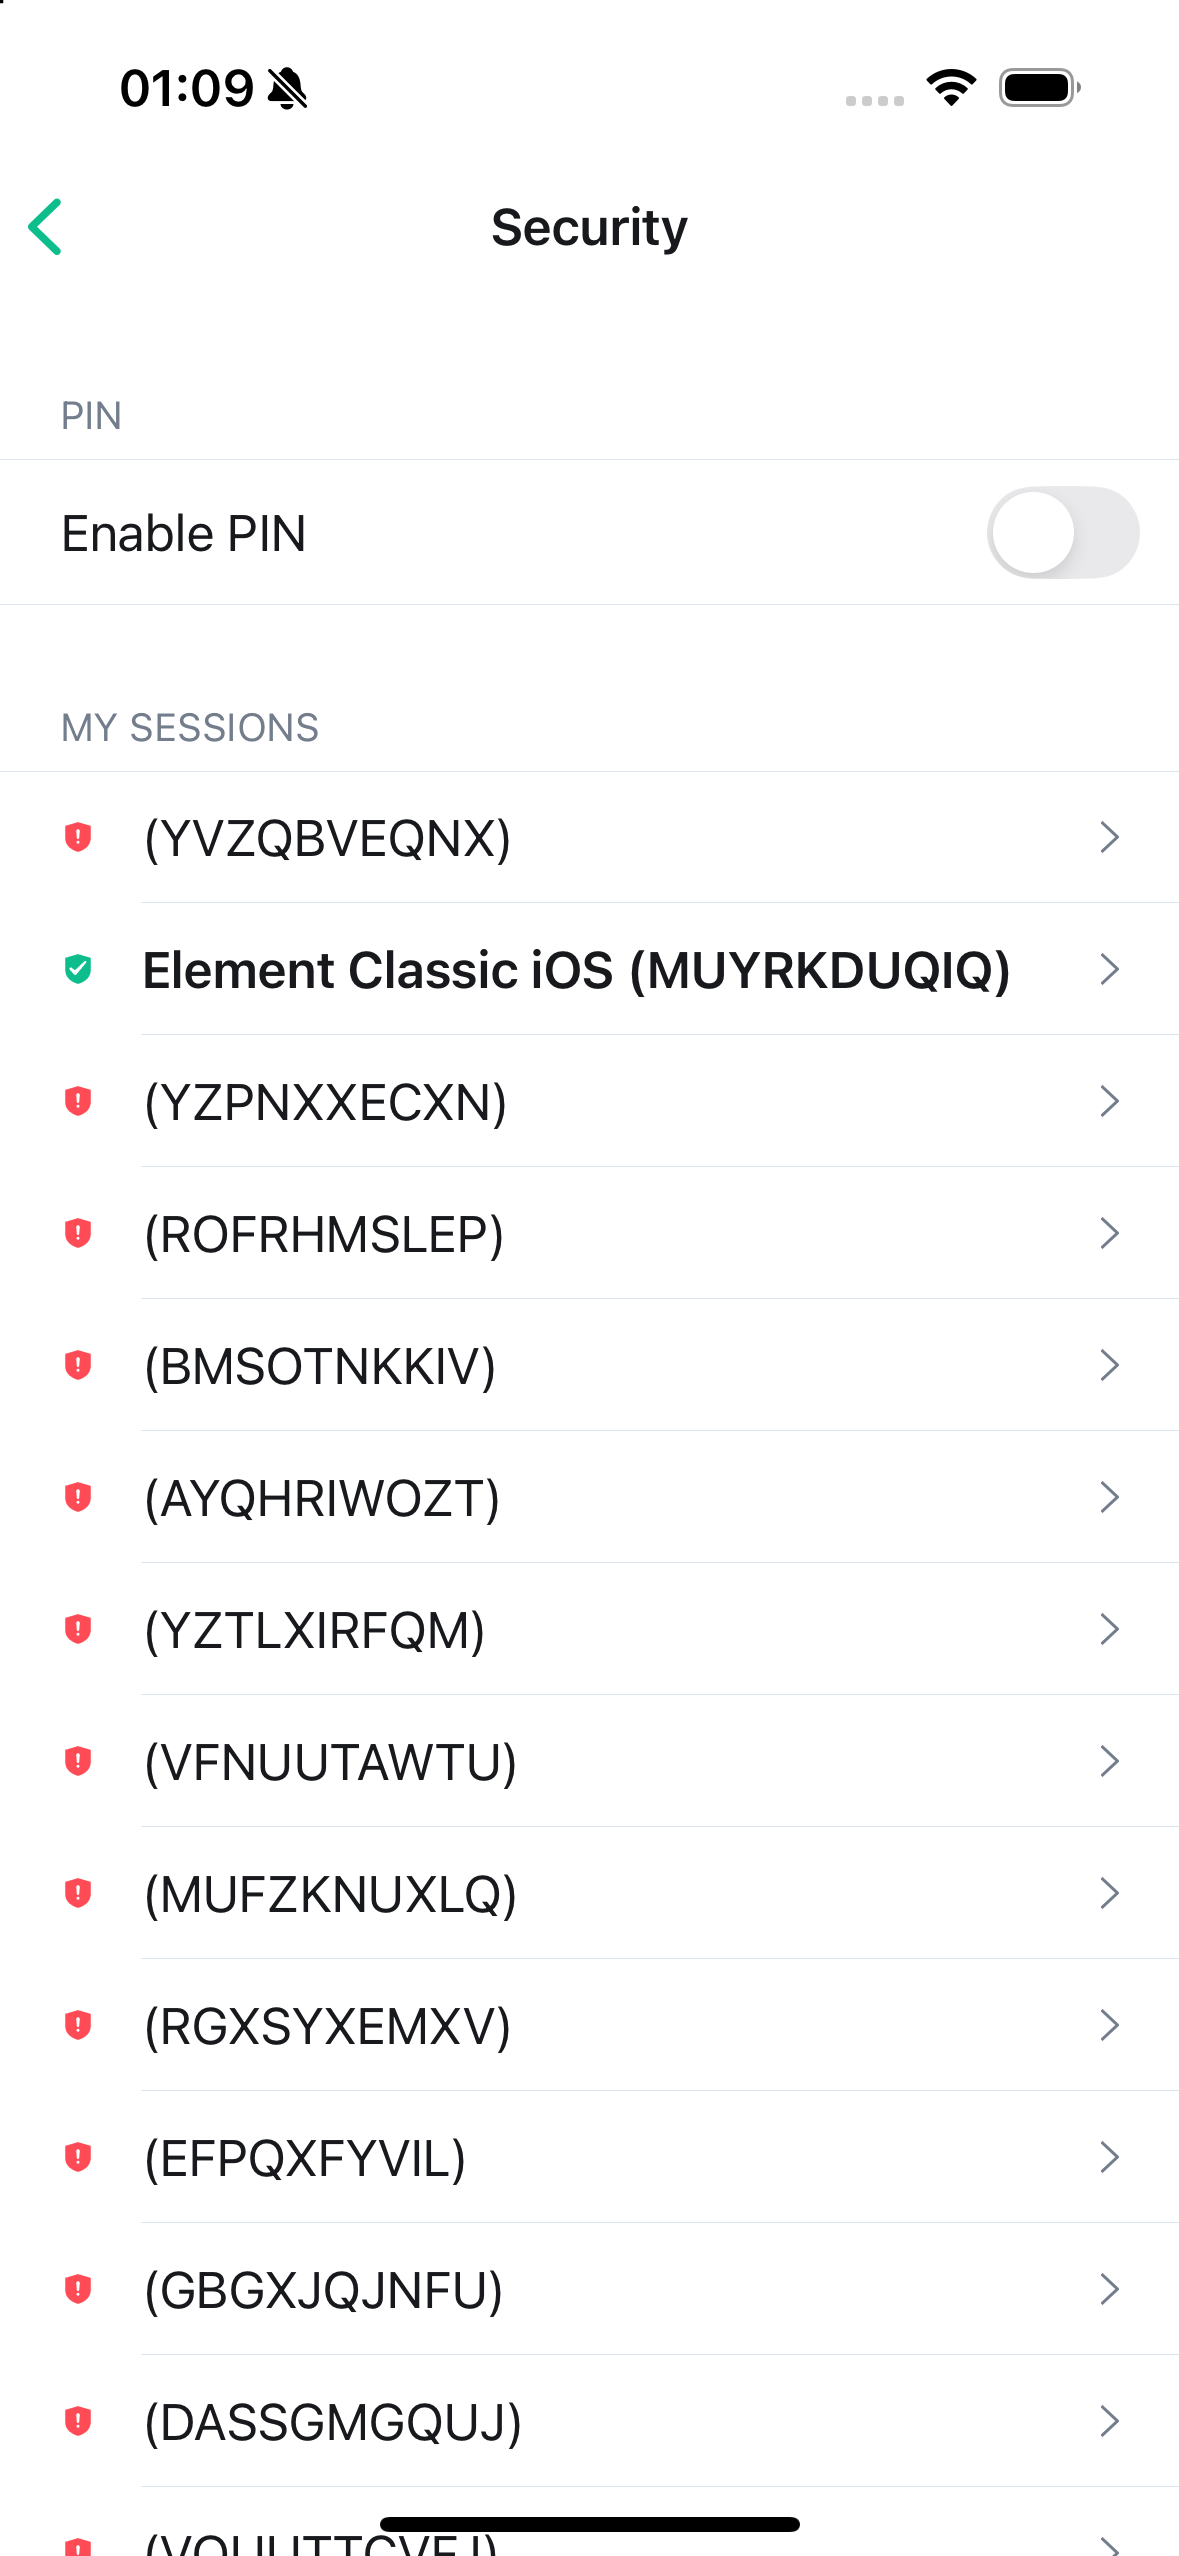 01:09
Security
PIN
Enable PIN
MY SESSIONS
(YVZQBVEQNX)
Element Classic iOS (MUYRKDUQIQ)
(YZPNXXECXN)
(ROFRHMSLEP)
(BMSOTNKKIV)
(AYQHRIWOZT)
(YZTLXIRFQM)
(VFNUUTAWTU)
(MUFZKNUXLQ)
(RGXSYXEMXV)
(EFPQXFYVIL)
(GBGXJQJNFU)
(DASSGMGQUJ)